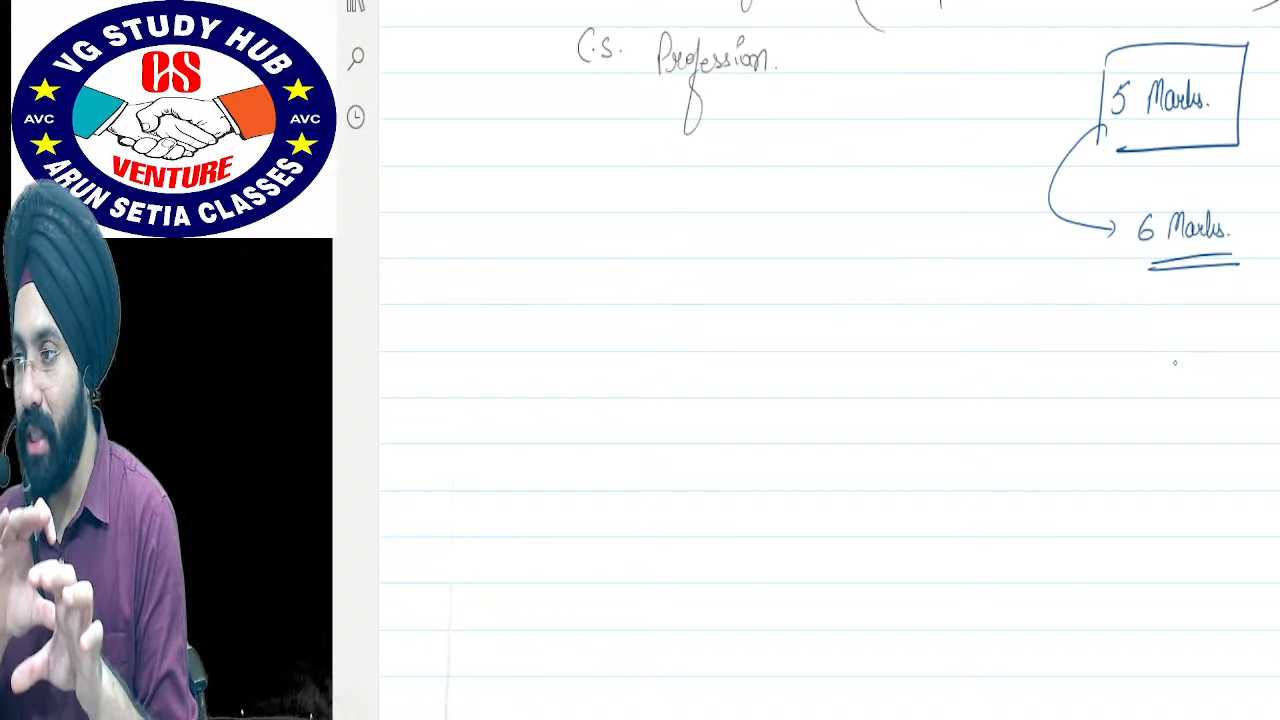 VG STUDY HUB
CS
AVC
AVC
VENTURE
ARUN SETIA CLASSES
C.S. Profession.
5 Marks.
6 Marks.